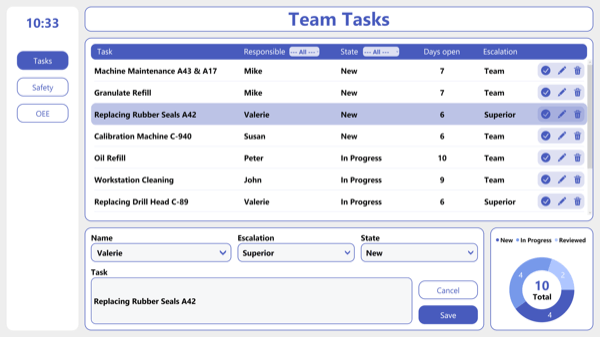 10:33
Tasks
Safety
OEE
Team Tasks
Task Responsible --- All --- State --- All --- Days open Escalation
Machine Maintenance A43 & A17 Mike New 7 Team
Granulate Refill Mike New 7 Team
Replacing Rubber Seals A42 Valerie New 6 Superior
Calibration Machine C-940 Susan New 6 Team
Oil Refill Peter In Progress 10 Team
Workstation Cleaning John In Progress 9 Team
Replacing Drill Head C-89 Valerie In Progress 6 Superior
Name Escalation State
Valerie Superior New
Task
Replacing Rubber Seals A42
Cancel
Save
New In Progress Reviewed
4 2
10
Total
4